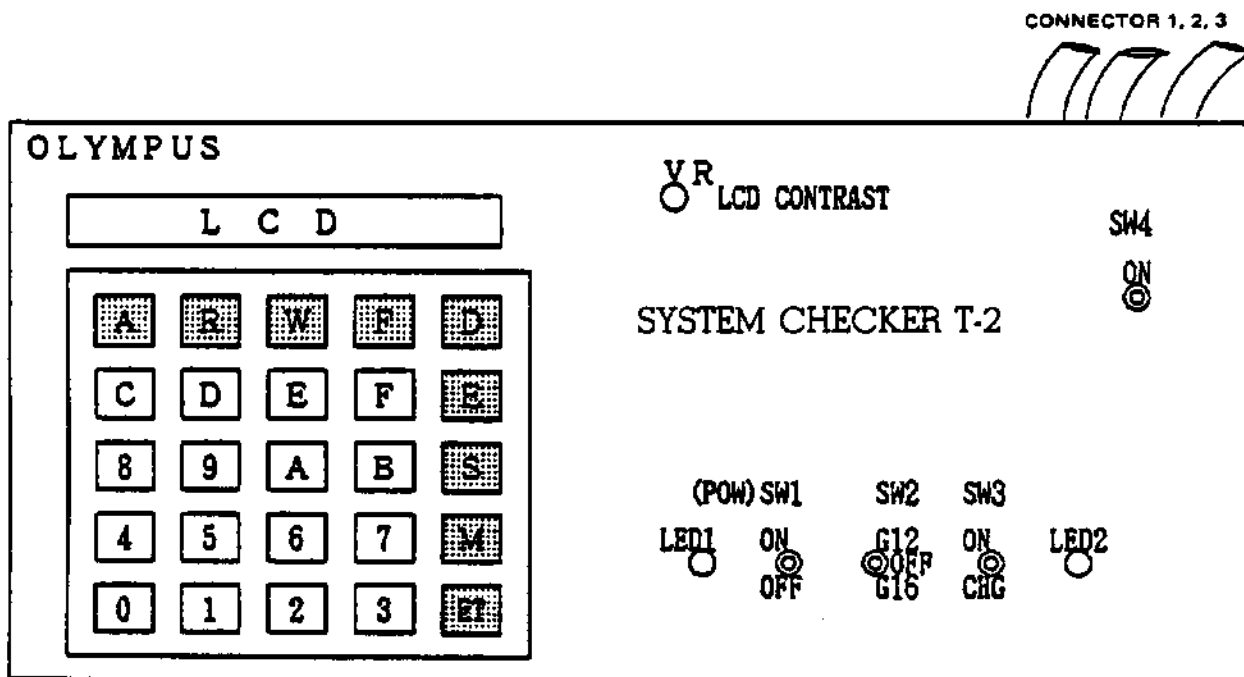 CONNECTOR 1, 2, 3
OLYMPUS
L C D
VR
LCD CONTRAST
SW4
ON
SYSTEM CHECKER T-2
A R W F D
C D E F E
8 9 A B S
4 5 6 7 M
0 1 2 3 ET
(POW) SW1 SW2 SW3
LED1 ON G12 ON LED2
OFF
OFF G16 CHG